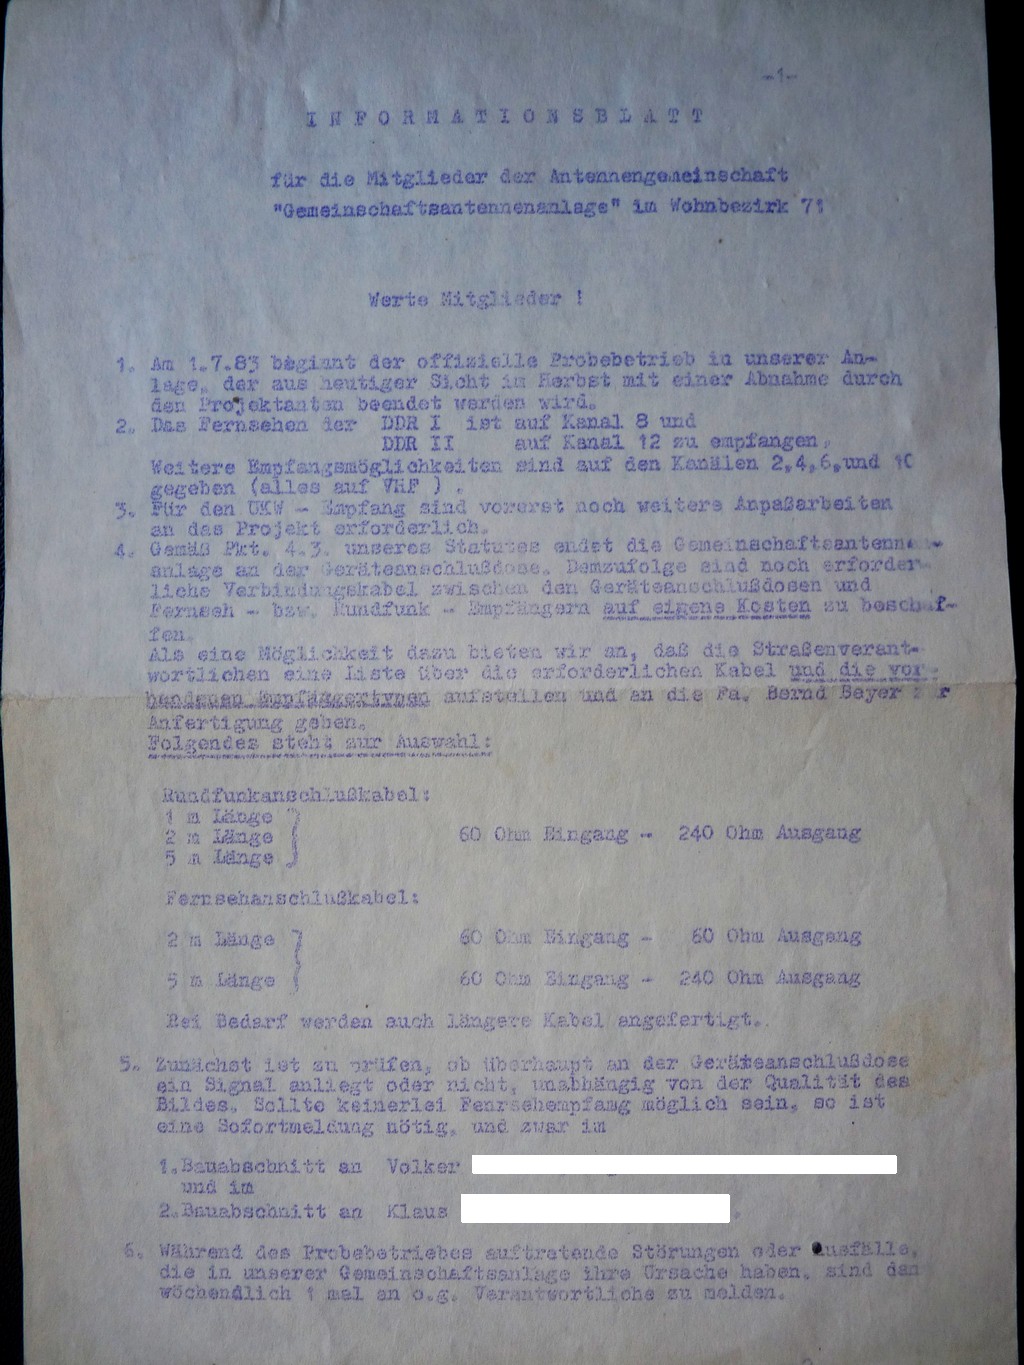 -1-
INFORMATIONSBLATT
für die Mitglieder der Antennengemeinschaft
"Gemeinschaftsantennenanlage" im Wohnbezirk 71
Werte Mitglieder !
1. Am 1.7.83 beginnt der offizielle Probebetrieb in unserer An-
lage, der aus heutiger Sicht im Herbst mit einer Abnahme durch
den Projektanten beendet werden wird.
2. Das Fernsehen der DDR I ist auf Kanal 8 und
DDR II auf Kanal 12 zu empfangen.
Weitere Empfangsmöglichkeiten sind auf den Kanälen 2,4,6,und 10
gegeben (alles auf VHF ) .
3. Für den UKW - Empfang sind vorerst noch weitere Anpaßarbeiten
an das Projekt erforderlich.
4. Gemäß Pkt. 4.3. unseres Statutes endet die Gemeinschaftsantennen-
anlage an der Geräteanschlußdose. Demzufolge sind noch erforder
liche Verbindungskabel zwischen den Geräteanschlußdosen und
Fernseh - bzw. Rundfunk - Empfängern auf eigene Kosten zu beschaf-
fen.
Als eine Möglichkeit dazu bieten wir an, daß die Straßenverant-
wortlichen eine Liste über die erforderlichen Kabel und die vor-
handenen Empfängertypen aufstellen und an die Fa. Bernd Beyer zur
Anfertigung geben.
Folgendes steht zur Auswahl:
Rundfunkanschlußkabel:
1 m Länge
2 m Länge 60 Ohm Eingang - 240 Ohm Ausgang
5 m Länge
Fernsehanschlußkabel:
2 m Länge 60 Ohm Eingang - 60 Ohm Ausgang
5 m Länge 60 Ohm Eingang - 240 Ohm Ausgang
Bei Bedarf werden auch längere Kabel angefertigt.
5. Zunächst ist zu prüfen, ob überhaupt an der Geräteanschlußdose
ein Signal anliegt oder nicht, unabhängig von der Qualität des
Bildes. Sollte keinerlei Fenrsehempfang möglich sein, so ist
eine Sofortmeldung nötig, und zwar im
1.Bauabschnitt an Volker
und im
2.Bauabschnitt an Klaus
6. Während des Probebetriebes auftretende Störungen oder Ausfälle,
die in unserer Gemeinschaftsanlage ihre Ursache haben, sind dan
wöchendlich 1 mal an o.g. Verantwortliche zu melden.